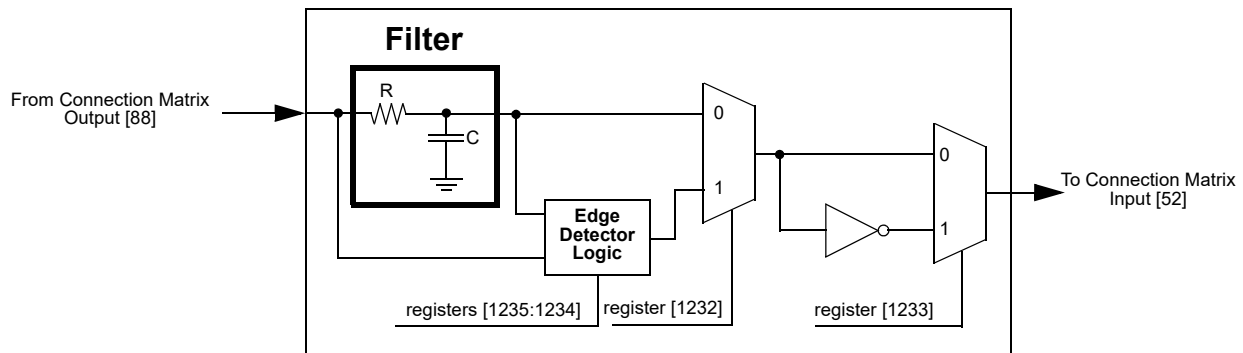 Filter
R
C
From Connection Matrix
Output [88]
0
1
Edge
Detector
Logic
0
1
To Connection Matrix
Input [52]
registers [1235:1234]
register [1232]
register [1233]